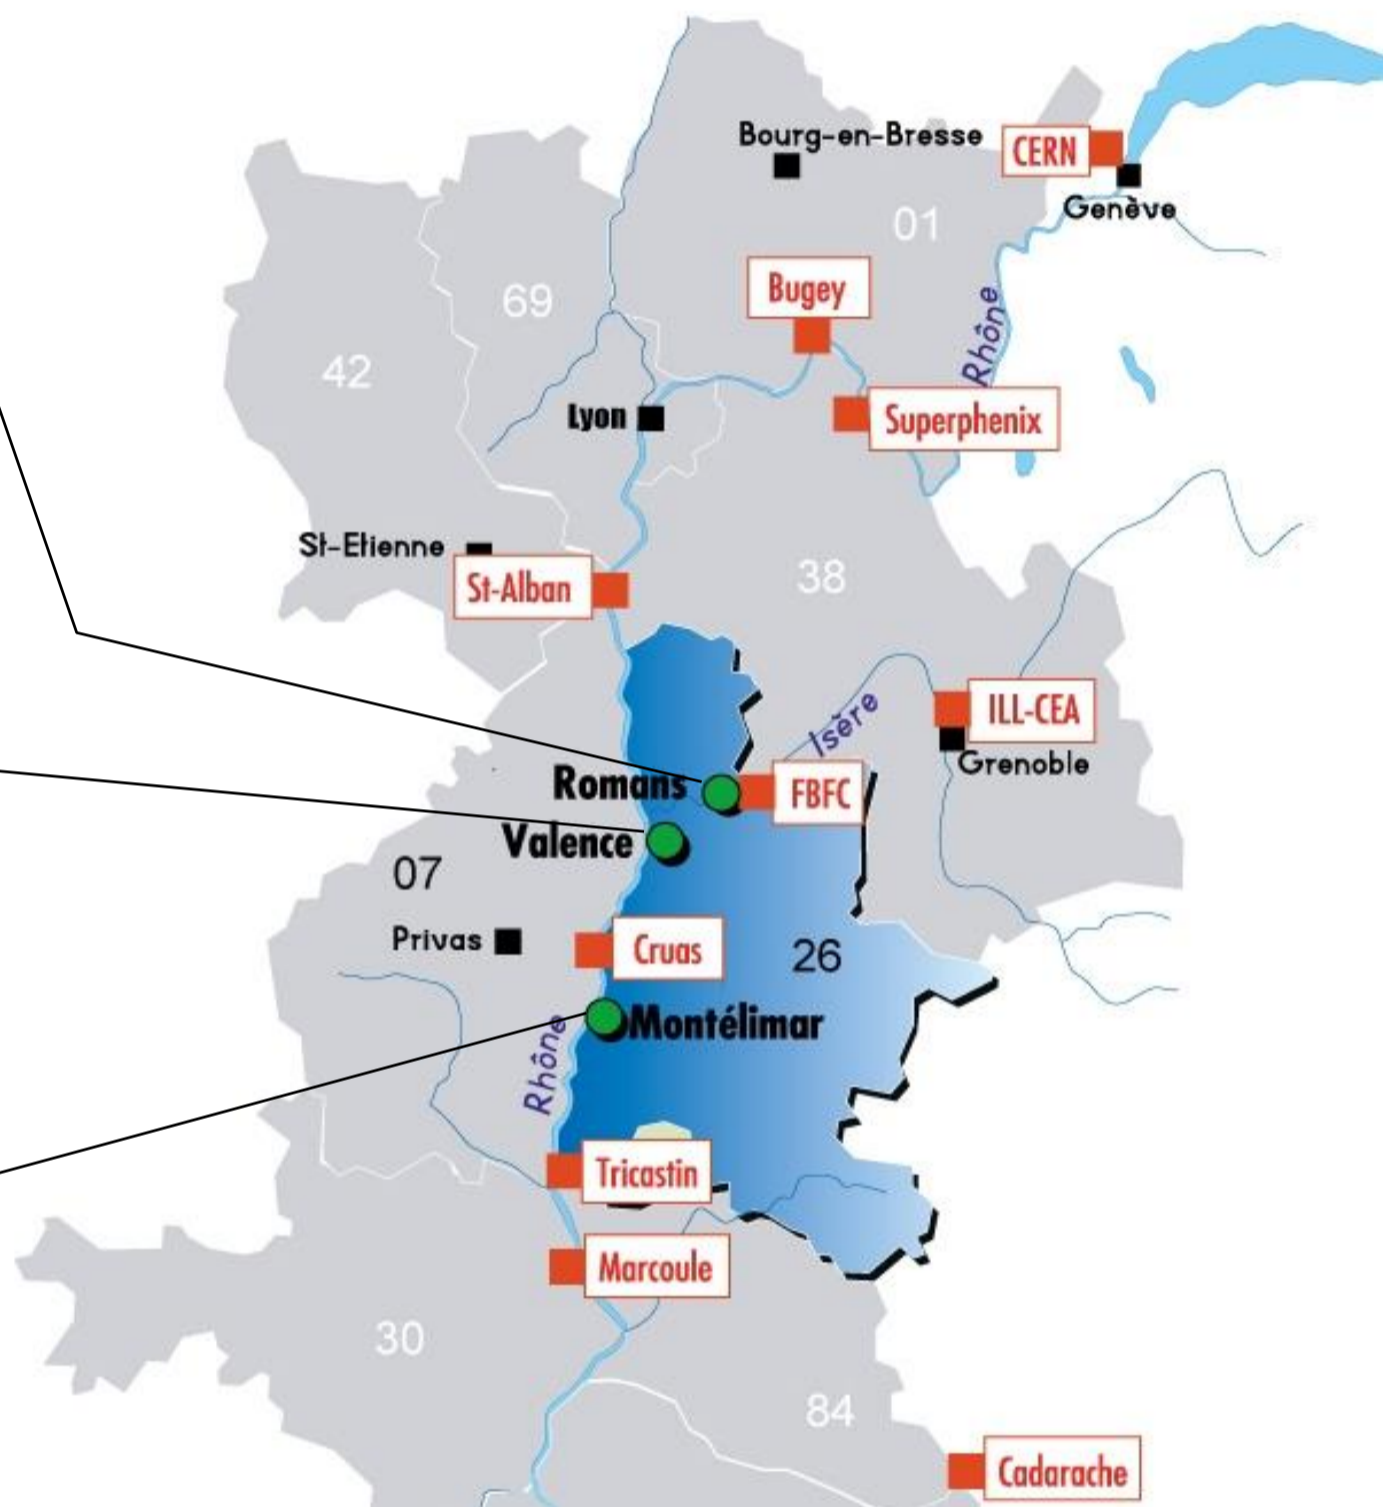 Bourg-en-Bresse
CERN
Genève
01
Bugey
69
Rhône
42
Lyon
Superphenix
St-Etienne
St-Alban
38
ILL-CEA
Isère
Grenoble
Romans
FBFC
Valence
07
Privas
Cruas
26
Montélimar
Rhône
Tricastin
Marcoule
30
84
Cadarache